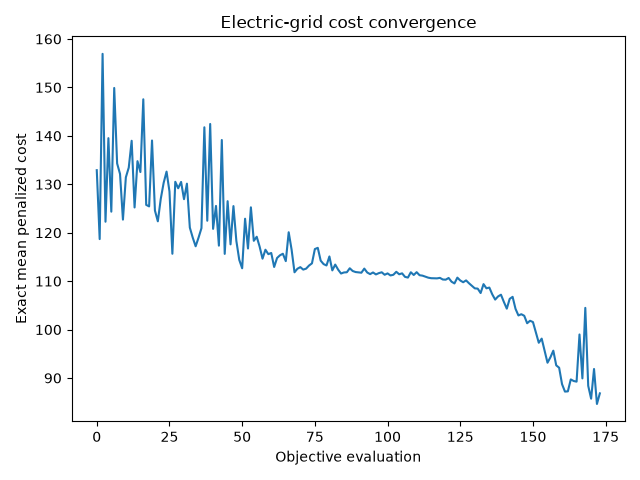 Electric-grid cost convergence
Exact mean penalized cost
160
150
140
130
120
110
100
90
0 25 50 75 100 125 150 175
Objective evaluation